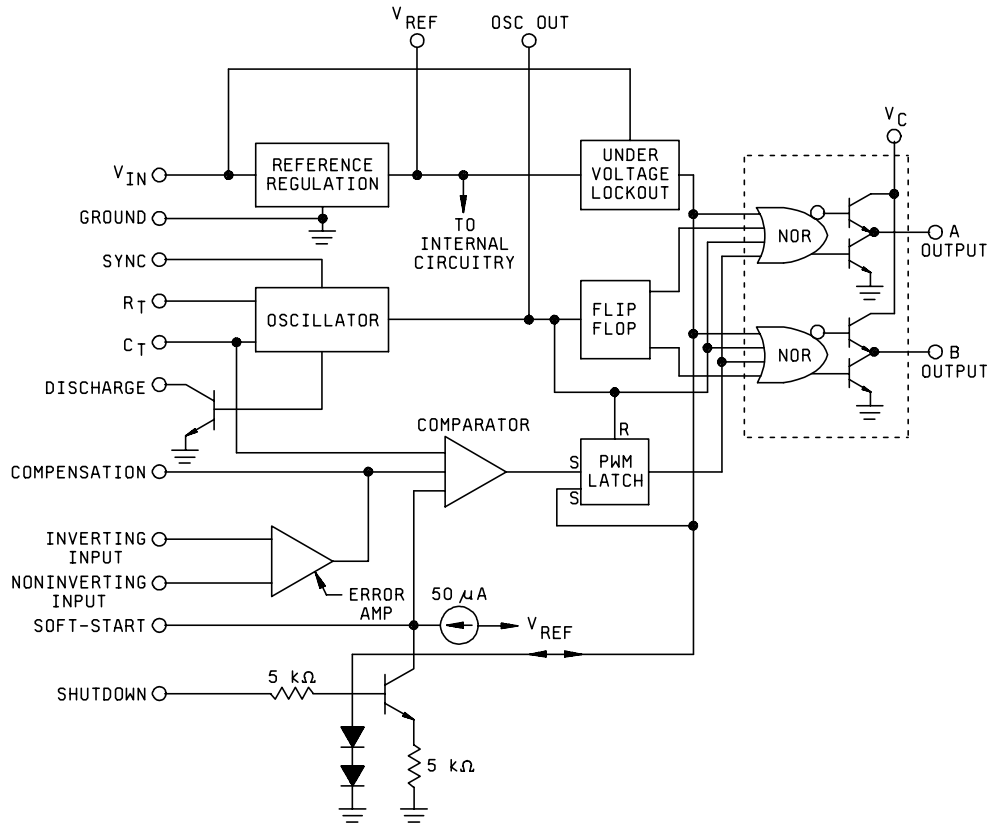 V REF
OSC OUT
V C
V IN
REFERENCE
REGULATION
UNDER
VOLTAGE
LOCKOUT
GROUND
TO
INTERNAL
CIRCUITRY
NOR
A
OUTPUT
SYNC
R T
OSCILLATOR
FLIP
FLOP
C T
NOR
B
OUTPUT
DISCHARGE
COMPARATOR
R
COMPENSATION
S
PWM
LATCH
S
INVERTING
INPUT
NONINVERTING
INPUT
ERROR
AMP
50 µA
SOFT-START
V REF
5 kΩ
SHUTDOWN
5 kΩ